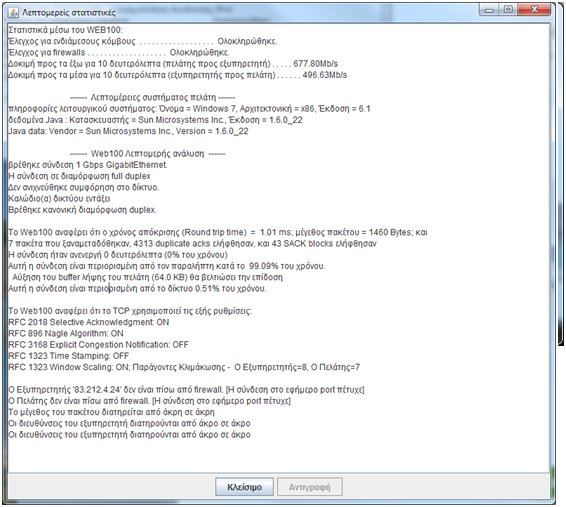 Λεπτομερείς στατιστικές
Στατιστικά μέσω του WEB100:
Έλεγχος για ενδιάμεσους κόμβους . . . . . . . . . . . . . . . . . . Ολοκληρώθηκε.
Έλεγχος για firewalls . . . . . . . . . . . . . . . . . . . Ολοκληρώθηκε.
Δοκιμή προς τα έξω για 10 δευτερόλεπτα (πελάτης προς εξυπηρετητή) . . . . . 677.80Mb/s
Δοκιμή προς τα μέσα για 10 δευτερόλεπτα (εξυπηρετητής προς πελάτη) . . . . . . 496.63Mb/s
------ Λεπτομέρειες συστήματος πελάτη ------
πληροφορίες λειτουργικού συστήματος: Όνομα = Windows 7, Αρχιτεκτονική = x86, Έκδοση = 6.1
δεδομένα Java : Κατασκευαστής = Sun Microsystems Inc., Έκδοση = 1.6.0_22
Java data: Vendor = Sun Microsystems Inc., Version = 1.6.0_22
------ Web100 Λεπτομερής ανάλυση ------
βρέθηκε σύνδεση 1 Gbps GigabitEthernet.
Η σύνδεση σε διαμόρφωση full duplex
Δεν ανιχνεύθηκε συμφόρηση στο δίκτυο.
Καλώδιο(α) δικτύου εντάξει
Βρέθηκε κανονική διαμόρφωση duplex.
Το Web100 αναφέρει ότι ο χρόνος απόκρισης (Round trip time) = 1.01 ms; μέγεθος πακέτου = 1460 Bytes; και
7 πακέτα που ξαναμεταδόθηκαν, 4313 duplicate acks ελήφθησαν, και 43 SACK blocks ελήφθησαν
Η σύνδεση ήταν ανενεργή 0 δευτερόλεπτα (0% του χρόνου)
Αυτή η σύνδεση είναι περιορισμένη από τον παραλήπτη κατά το 99.09% του χρόνου.
Αύξηση του buffer λήψης του πελάτη (64.0 KB) θα βελτιώσει την επίδοση
Αυτή η σύνδεση είναι περιορισμένη από το δίκτυο 0.51% του χρόνου.
Το Web100 αναφέρει ότι το TCP χρησιμοποιεί τις εξής ρυθμίσεις:
RFC 2018 Selective Acknowledgment: ON
RFC 896 Nagle Algorithm: ON
RFC 3168 Explicit Congestion Notification: OFF
RFC 1323 Time Stamping: OFF
RFC 1323 Window Scaling: ON; Παράγοντες Κλιμάκωσης - Ο Εξυπηρετητής=8, Ο Πελάτης=7
Ο Εξυπηρετητής '83.212.4.24' δεν είναι πίσω από firewall. [Η σύνδεση στο εφήμερο port πέτυχε]
Ο Πελάτης δεν είναι πίσω από firewall. [Η σύνδεση στο εφήμερο port πέτυχε]
Το μέγεθος του πακέτου διατηρείται από άκρη σε άκρη
Οι διευθύνσεις του εξυπηρετητή διατηρούνται από άκρο σε άκρο
Οι διευθύνσεις του εξυπηρετητή διατηρούνται από άκρο σε άκρο
Κλείσιμο
Αντιγραφή